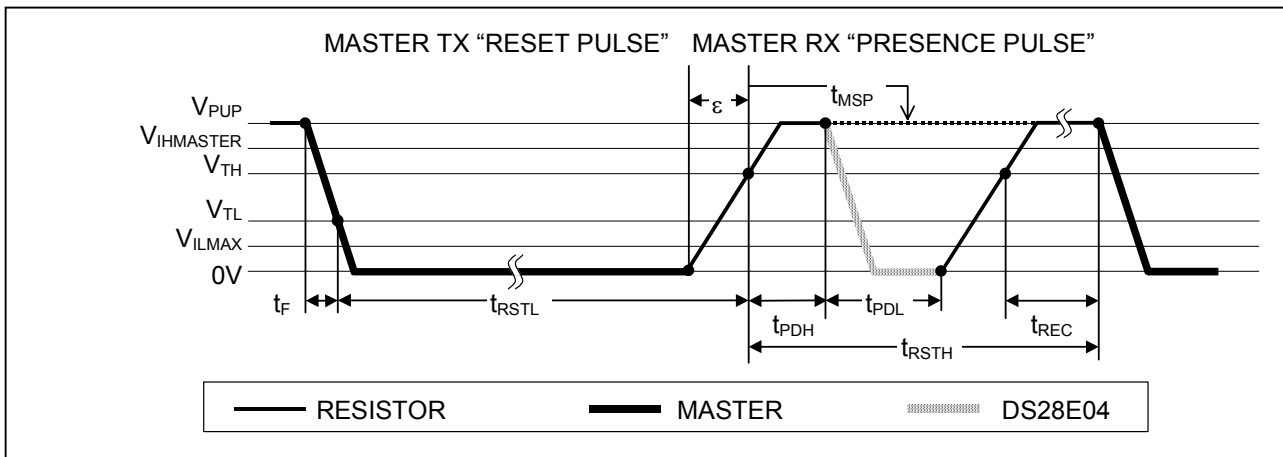 MASTER TX “RESET PULSE” MASTER RX “PRESENCE PULSE”
ε tMSP
VPUP
VIHMASTER
VTH
VTL
VILMAX
0V
tF tRSTL tPDH tPDL tREC
tRSTH
RESISTOR MASTER DS28E04